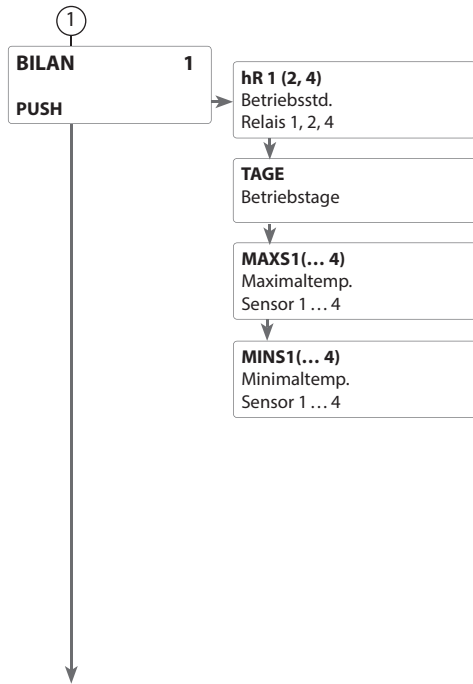 1
BILAN 1
PUSH
hR 1 (2, 4)
Betriebsstd.
Relais 1, 2, 4
TAGE
Betriebstage
MAXS1(... 4)
Maximaltemp.
Sensor 1 ... 4
MINS1(... 4)
Minimaltemp.
Sensor 1 ... 4